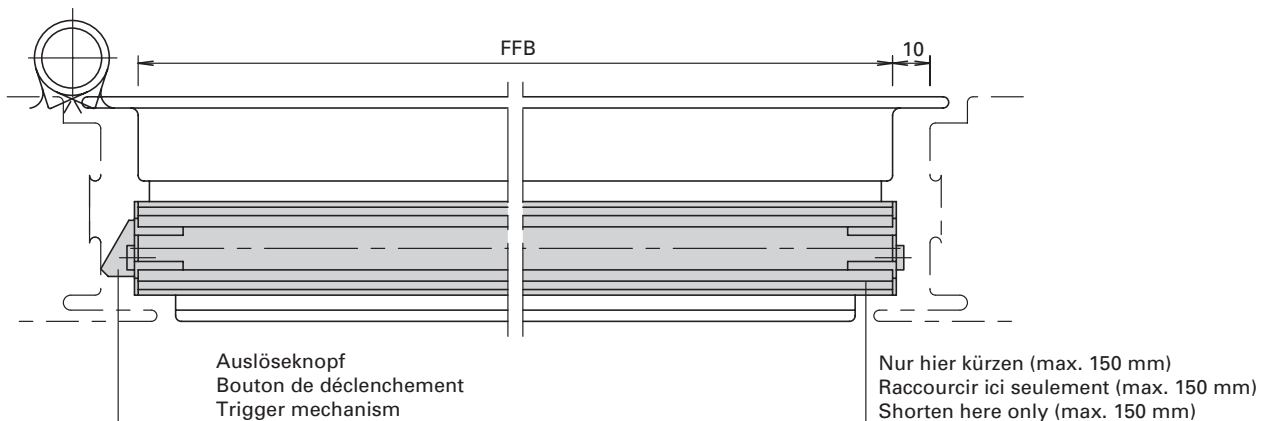 FFB
10
Auslöseknopf
Bouton de déclenchement
Trigger mechanism
Nur hier kürzen (max. 150 mm)
Raccourcir ici seulement (max. 150 mm)
Shorten here only (max. 150 mm)